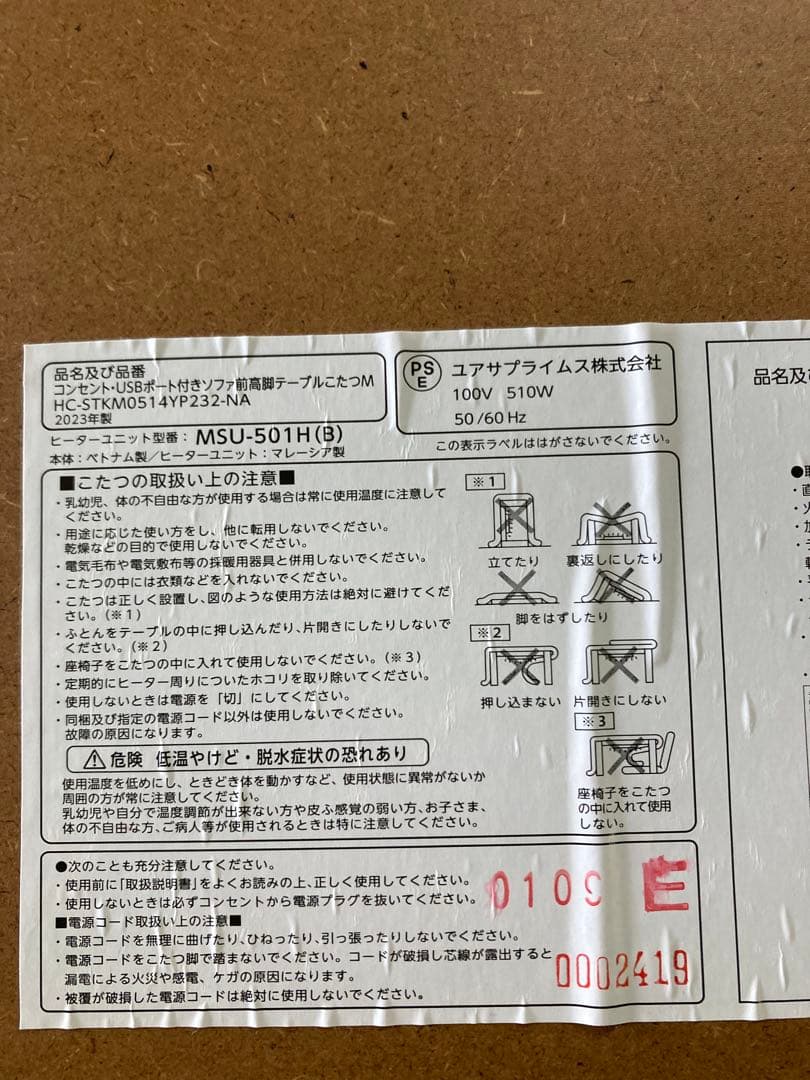 品名及び品番
コンセント・USBポート付きソファ前高脚テーブルこたつM
HC-STKM0514YP232-NA
2023年製
PS
E
ユアサプライムス株式会社
100V 510W
50/60Hz
ヒーターユニット型番：MSU-501H(B)
本体：ベトナム製／ヒーターユニット：マレーシア製
この表示ラベルははがさないでください。
■こたつの取扱い上の注意■
・乳幼児、体の不自由な方が使用する場合は常に使用温度に注意して
ください。
・用途に応じた使い方をし、他に転用しないでください。
乾燥などの目的で使用しないでください。
・電気毛布や電気敷布等の採暖用器具と併用しないでください。
・こたつの中には衣類などを入れないでください。
・こたつは正しく設置し、図のような使用方法は絶対に避けてくだ
さい。(※1)
・ふとんをテーブルの中に押し込んだり、片開きにしたりしないで
ください。(※2)
・座椅子をこたつの中に入れて使用しないでください。(※3)
・定期的にヒーター周りについたホコリを取り除いてください。
・使用しないときは電源を「切」にしてください。
・同梱及び指定の電源コード以外は使用しないでください。
故障の原因になります。
※1
立てたり 裏返しにしたり
脚をはずしたり
※2
押し込まない 片開きにしない
※3
座椅子をこたつ
の中に入れて使用
しない。
⚠危険 低温やけど・脱水症状の恐れあり
使用温度を低めにし、ときどき体を動かすなど、使用状態に異常がないか
周囲の方が常に注意してください。
乳幼児や自分で温度調節が出来ない方や皮ふ感覚の弱い方、お子さま、
体の不自由な方、ご病人等が使用されるときは特に注意してください。
●次のことも充分注意してください。
・使用前に「取扱説明書」をよくお読みの上、正しく使用してください。
・使用しないときは必ずコンセントから電源プラグを抜いてください。
■電源コード取扱い上の注意■
・電源コードを無理に曲げたり、ひねったり、引っ張ったりしないでください。
・電源コードをこたつ脚で踏まないでください。コードが破損し芯線が露出すると
漏電による火災や感電、ケガの原因になります。
・被覆が破損した電源コードは絶対に使用しないでください。
E
0002419
品名及